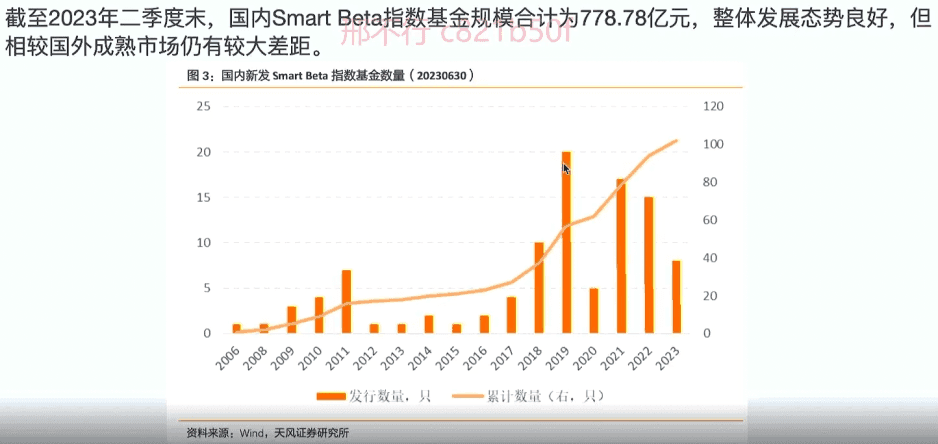 截至2023年二季度末，国内Smart Beta指数基金规模合计为778.78亿元，整体发展态势良好，但
相较国外成熟市场仍有较大差距。
邢不行 c821b50f
图 3：国内新发 Smart Beta 指数基金数量（20230630）
25 120
20 100
15 80
10 60
5 40
0 20
0
2006 2008 2009 2010 2011 2012 2013 2014 2015 2016 2017 2018 2019 2020 2021 2022 2023
发行数量，只 累计数量（右，只）
资料来源：Wind，天风证券研究所